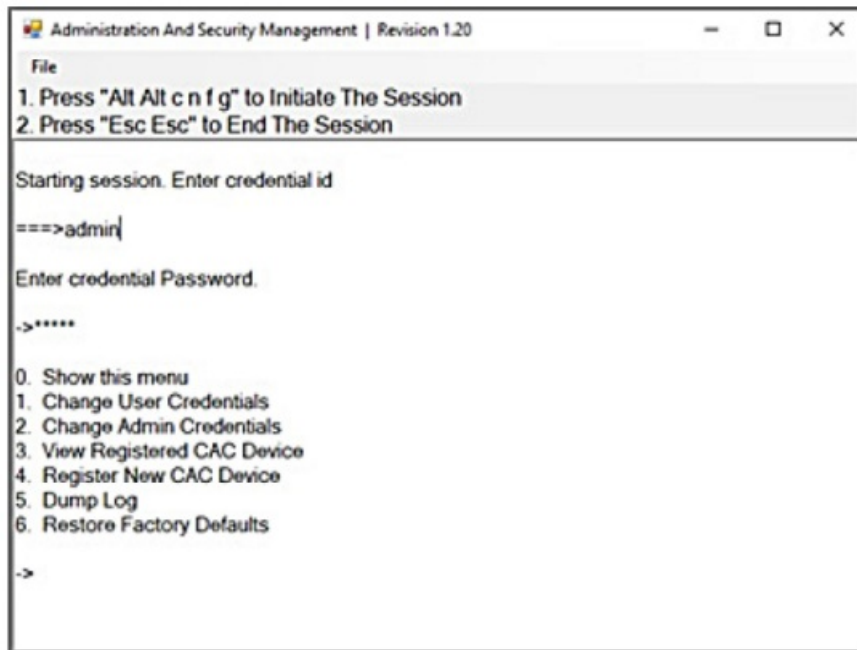 Administration And Security Management | Revision 1.20
File
1. Press "Alt Alt c n f g" to Initiate The Session
2. Press "Esc Esc" to End The Session
Starting session. Enter credential id
===>admin
Enter credential Password.
->*****
0. Show this menu
1. Change User Credentials
2. Change Admin Credentials
3. View Registered CAC Device
4. Register New CAC Device
5. Dump Log
6. Restore Factory Defaults
->